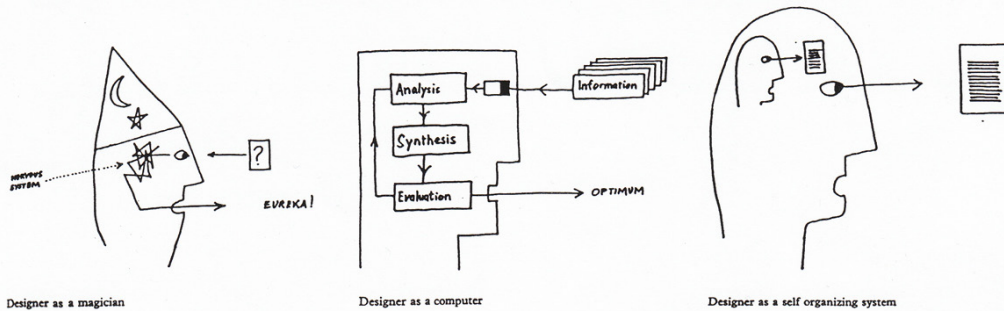 ?
NERVOUS
SYSTEM
EUREKA!
Designer as a magician
Analysis
Information
Synthesis
Evaluation
OPTIMUM
Designer as a computer
Designer as a self organizing system